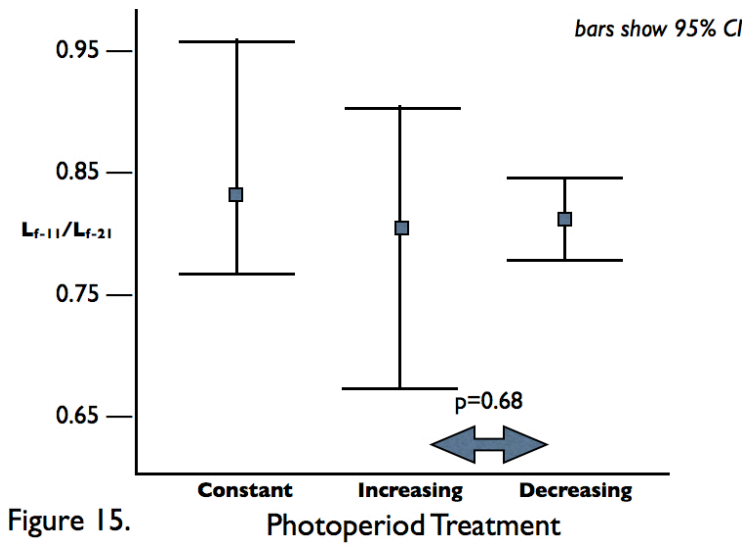 bars show 95% CI
0.95
0.85
Lf-11/Lf-21
0.75
0.65
p=0.68
Constant Increasing Decreasing
Figure 15. Photoperiod Treatment